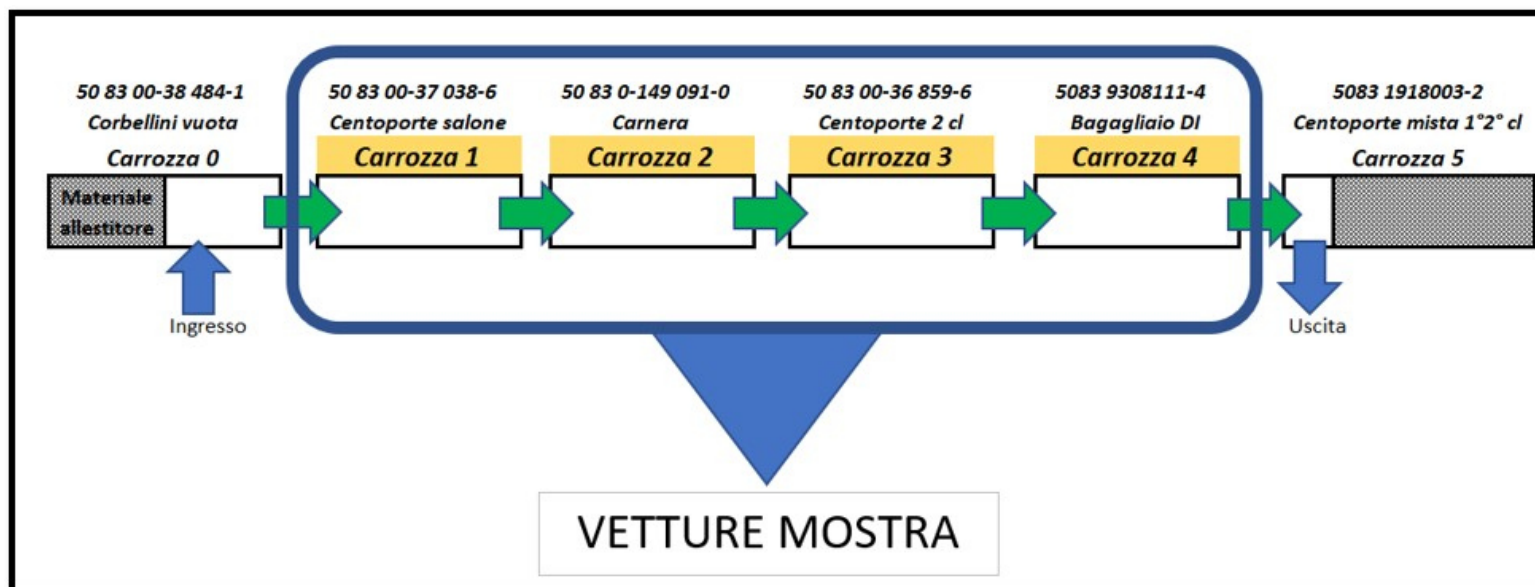 50 83 00-38 484-1
Corbellini vuota
Carrozza 0
50 83 00-37 038-6
Centoporte salone
Carrozza 1
50 83 0-149 091-0
Carnera
Carrozza 2
50 83 00-36 859-6
Centoporte 2 cl
Carrozza 3
5083 9308111-4
Bagagliaio DI
Carrozza 4
5083 1918003-2
Centoporte mista 1°2° cl
Carrozza 5
Materiale
allestitore
Ingresso
Uscita
VETTURE MOSTRA